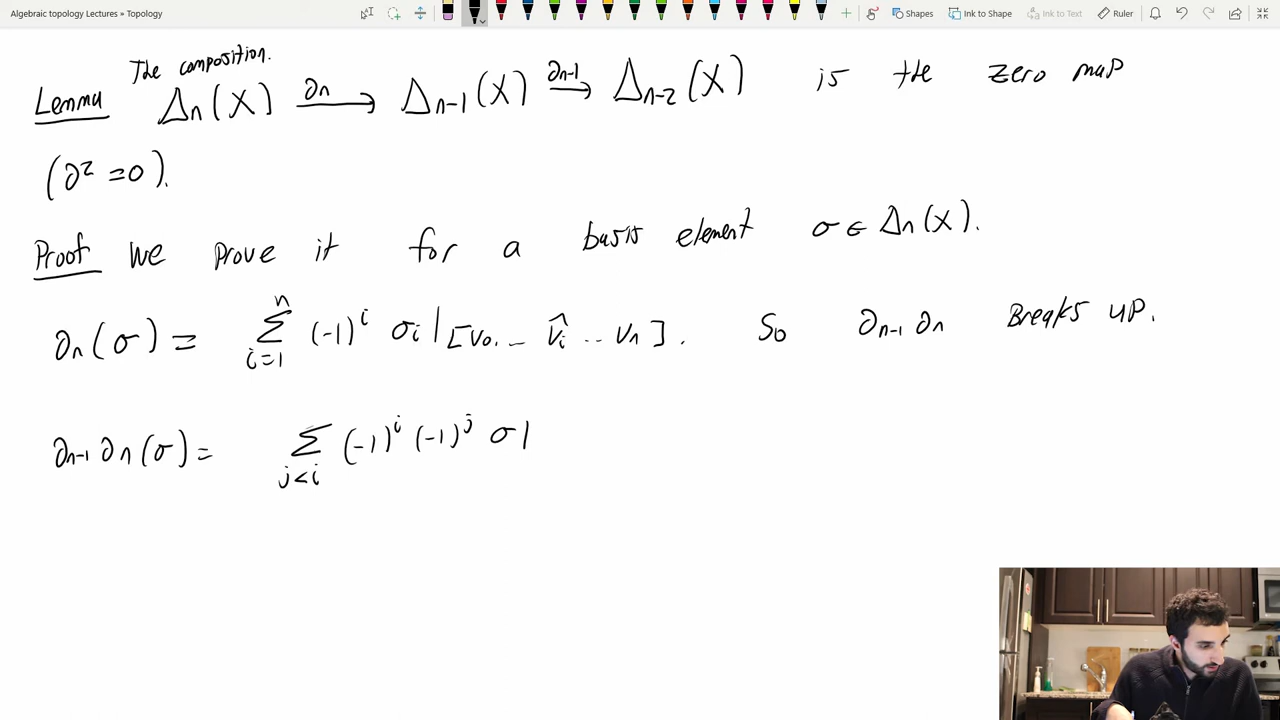 Algebraic topology Lectures » Topology
Shapes Ink to Shape Ink to Text Ruler
The composition.
Lemma Δn(X) ∂n→ Δn-1(X) ∂n-1→ Δn-2(X) is the zero map
(∂² = 0).
Proof We prove it for a basis element σ ∈ Δn(X).
∂n(σ) = ∑_{i=1}^{n} (-1)^i σi|[v0, ... v̂i ... vn]. So ∂n-1 ∂n Breaks up.
∂n-1 ∂n(σ) = ∑_{j<i} (-1)^i (-1)^j σ|